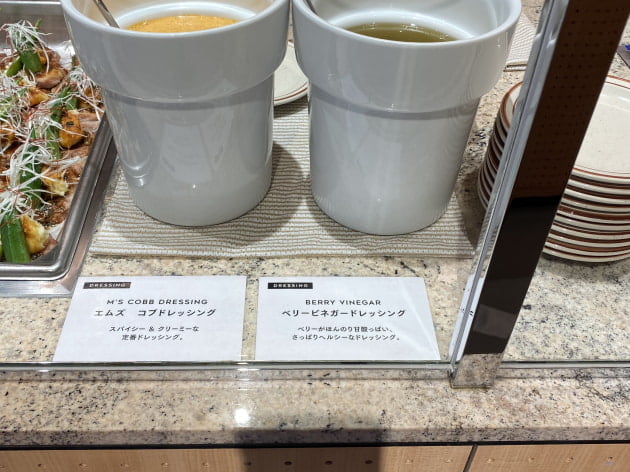 DRESSING
M'S COBB DRESSING
エムズ コブドレッシング
スパイシー & クリーミーな
定番ドレッシング。
DRESSING
BERRY VINEGAR
ベリービネガードレッシング
ベリーがほんのり甘酸っぱい、
さっぱりヘルシーなドレッシング。